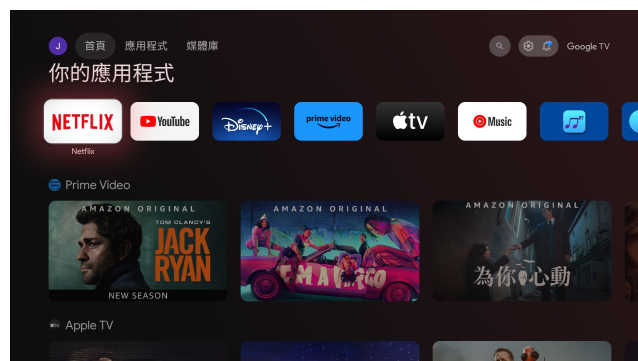 J 首頁 應用程式 媒體庫 Google TV
你的應用程式
NETFLIX YouTube Disney+ prime video tv Music
Netflix
Prime Video
AMAZON ORIGINAL AMAZON ORIGINAL AMAZON ORIGINAL
TOM CLANCY'S
JACK
RYAN
EMBARGO
為你心動
NEW SEASON
Apple TV